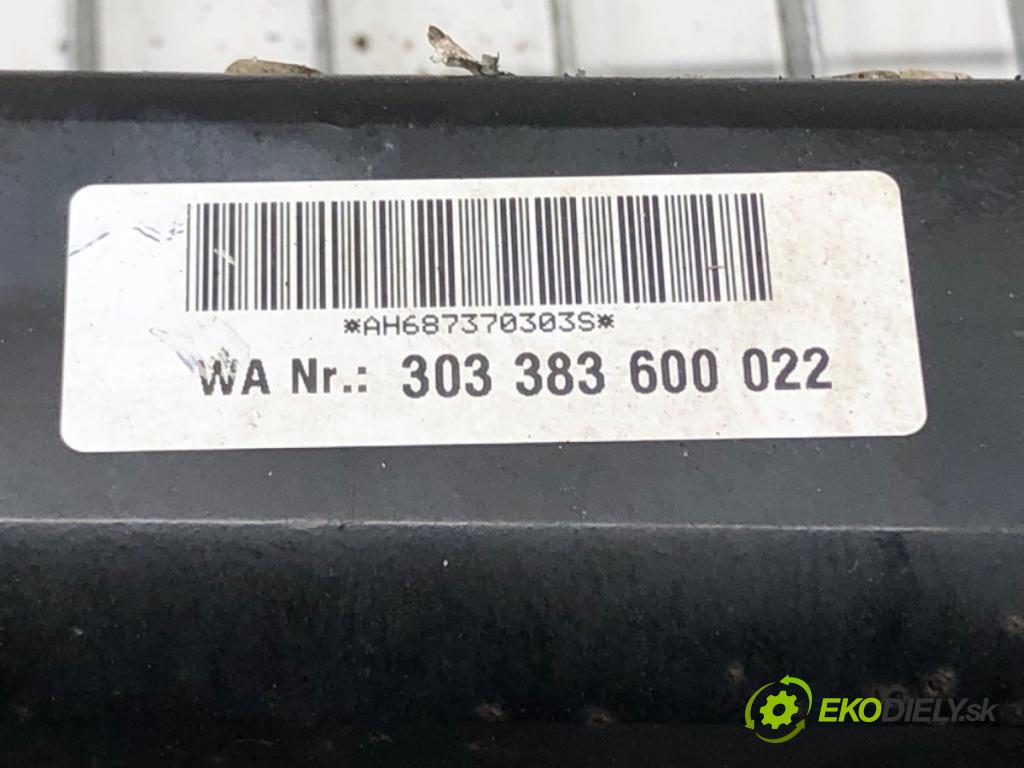 *AH687370303S*
WA Nr.: 303 383 600 022
EKODIELY.sk